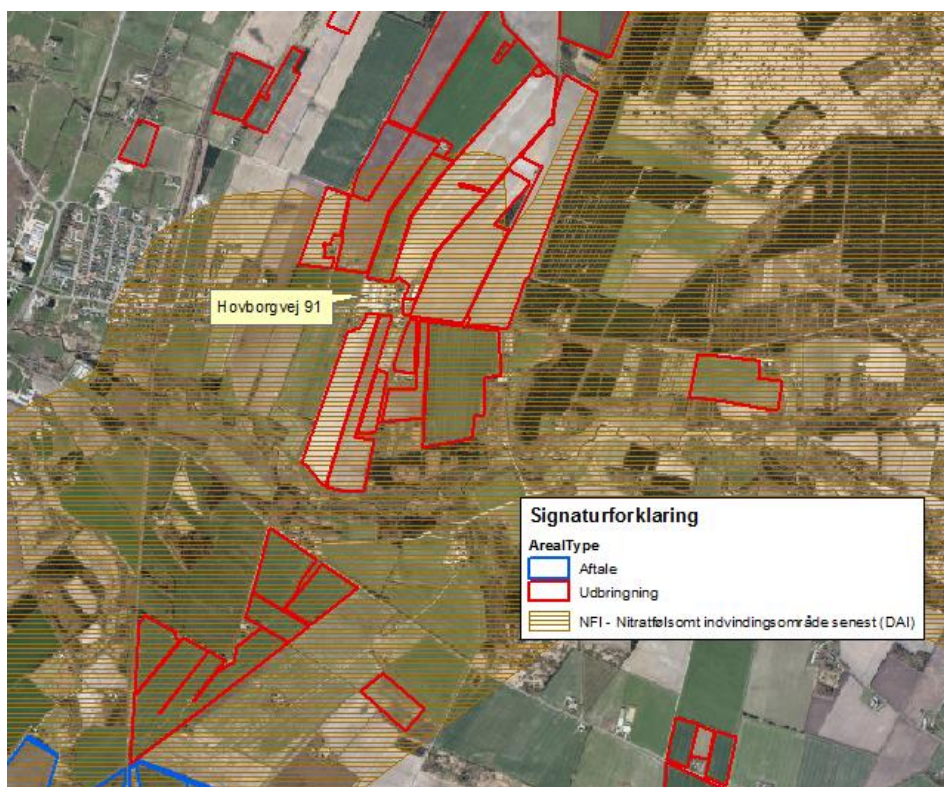 Hovborgvej 91
Signaturforklaring
ArealType
Aftale
Udbringning
NFI - Nitratfølsomt indvindingsområde senest (DAI)